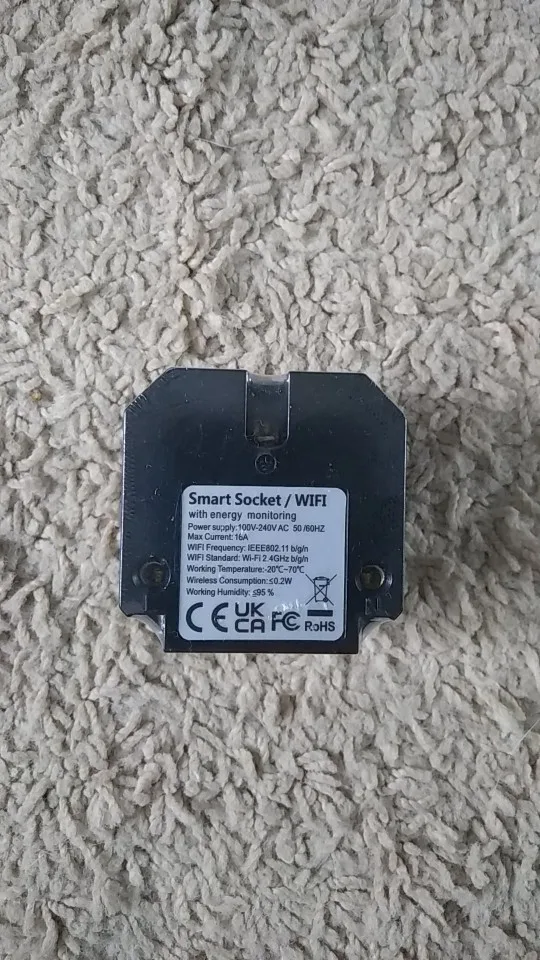 Smart Socket / WIFI
with energy monitoring
Power supply:100V-240V AC 50 /60HZ
Max Current: 16A
WIFI Frequency: IEEE802.11 b/g/n
WIFI Standard: Wi-Fi 2.4GHz b/g/n
Working Temperature:-20℃~70℃
Wireless Consumption:≤0.2W
Working Humidity: ≤95 %
CE UK CA FC RoHS